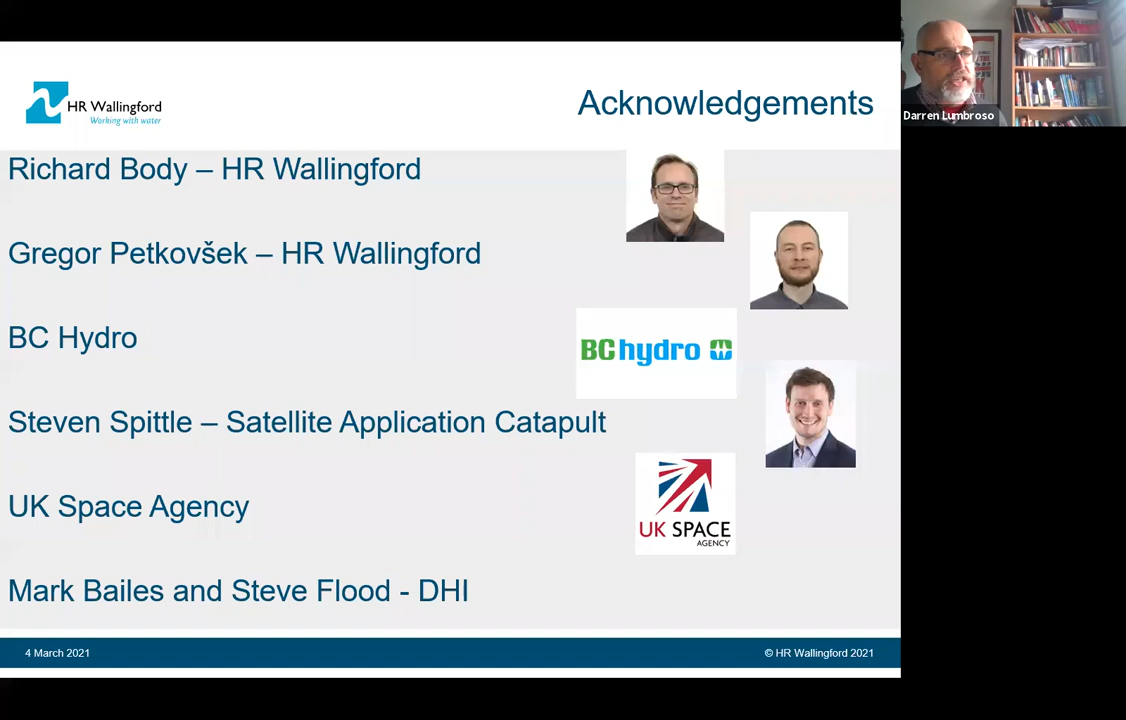 HR Wallingford
Working with water
Acknowledgements
Darren Lumbroso
Richard Body – HR Wallingford
Gregor Petkovšek – HR Wallingford
BC Hydro
BC hydro
Steven Spittle – Satellite Application Catapult
UK Space Agency
UK SPACE
AGENCY
Mark Bailes and Steve Flood - DHI
4 March 2021
© HR Wallingford 2021